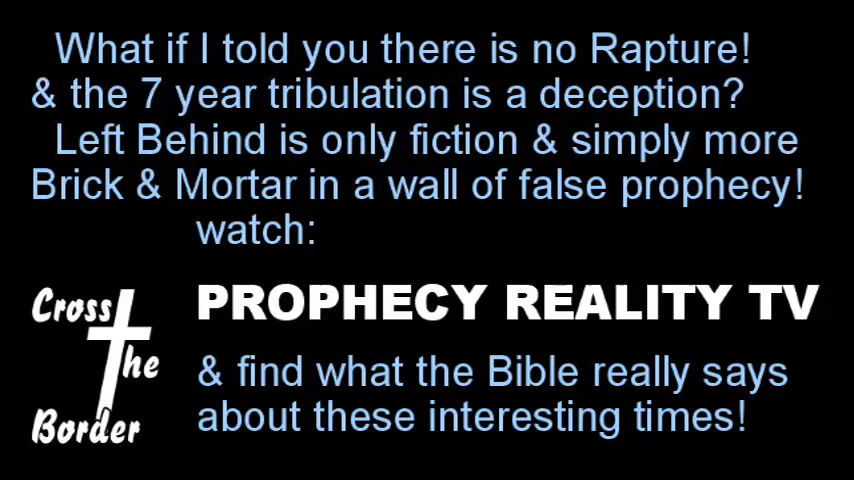 What if I told you there is no Rapture!
& the 7 year tribulation is a deception?
Left Behind is only fiction & simply more
Brick & Mortar in a wall of false prophecy!
watch:
PROPHECY REALITY TV
Cross
The
Border
& find what the Bible really says
about these interesting times!